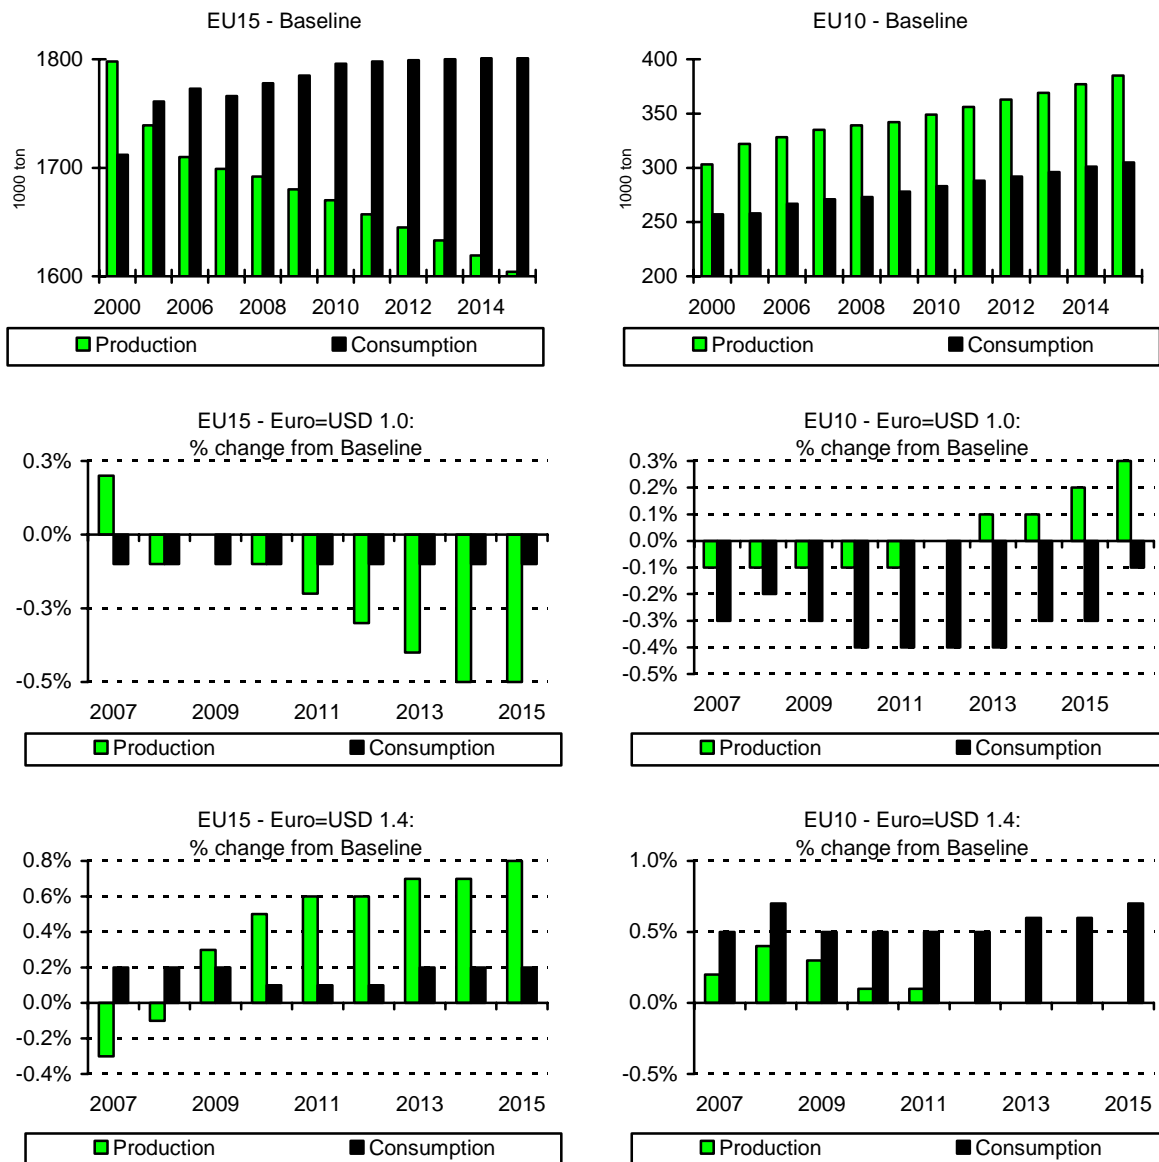 EU15 - Baseline
1800
1700
1600
1000 ton
2000 2006 2008 2010 2012 2014
Production Consumption
EU10 - Baseline
400
350
300
250
200
1000 ton
2000 2006 2008 2010 2012 2014
Production Consumption
EU15 - Euro=USD 1.0:
% change from Baseline
0.3%
0.0%
-0.3%
-0.5%
2007 2009 2011 2013 2015
Production Consumption
EU10 - Euro=USD 1.0:
% change from Baseline
0.3%
0.2%
0.1%
0.0%
-0.1%
-0.2%
-0.3%
-0.4%
-0.5%
2007 2009 2011 2013 2015
Production Consumption
EU15 - Euro=USD 1.4:
% change from Baseline
0.8%
0.6%
0.4%
0.2%
0.0%
-0.2%
-0.4%
2007 2009 2011 2013 2015
Production Consumption
EU10 - Euro=USD 1.4:
% change from Baseline
1.0%
0.5%
0.0%
-0.5%
2007 2009 2011 2013 2015
Production Consumption